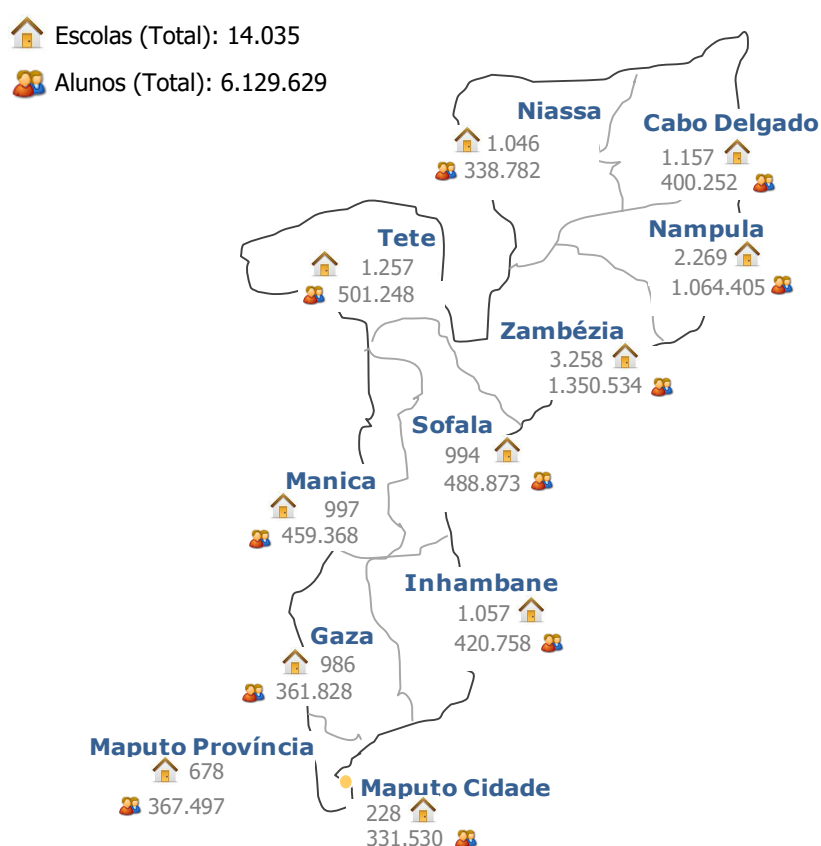 Escolas (Total): 14.035
Alunos (Total): 6.129.629
Niassa
1.046
338.782
Cabo Delgado
1.157
400.252
Nampula
2.269
1.064.405
Tete
1.257
501.248
Zambézia
3.258
1.350.534
Sofala
994
488.873
Manica
997
459.368
Inhambane
1.057
420.758
Gaza
986
361.828
Maputo Província
678
367.497
Maputo Cidade
228
331.530